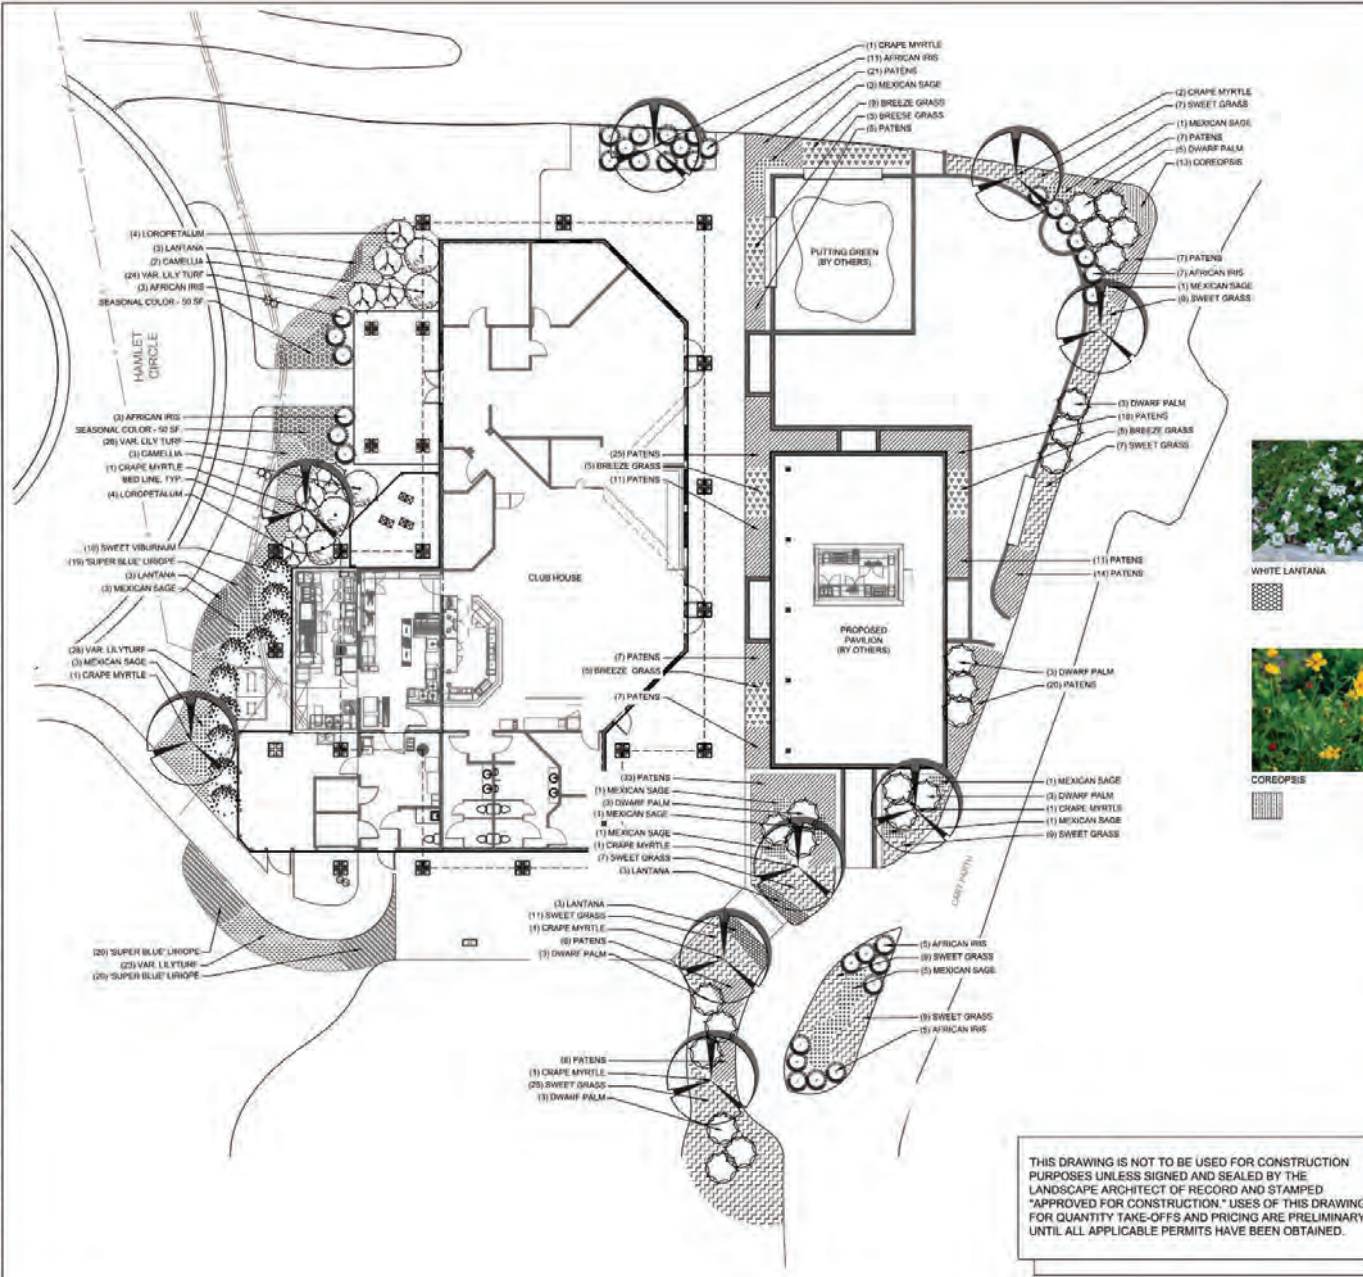 (1) CRAPE MYRTLE
(11) AFRICAN IRIS
(21) PATENS
(3) MEXICAN SAGE
(9) BREEZE GRASS
(5) BREESE GRASS
(5) PATENS
(2) CRAPE MYRTLE
(7) SWEET GRASS
(1) MEXICAN SAGE
(7) PATENS
(5) DWARF PALM
(13) COREOPSIS
(4) LOROPETALUM
(3) LANTANA
(2) CAMELLIA
(24) VAR. LILY TURF
(3) AFRICAN IRIS
SEASONAL COLOR - 50 SF
HAMLET
CIRCLE
PUTTING GREEN
(BY OTHERS)
(7) PATENS
(7) AFRICAN IRIS
(1) MEXICAN SAGE
(9) SWEET GRASS
(3) AFRICAN IRIS
SEASONAL COLOR - 50 SF
(26) VAR. LILY TURF
(3) CAMELLIA
(1) CRAPE MYRTLE
BED LINE, TYP.
(4) LOROPETALUM
(3) DWARF PALM
(18) PATENS
(5) BREEZE GRASS
(7) SWEET GRASS
(25) PATENS
(5) BREEZE GRASS
(11) PATENS
(18) SWEET VIBURNUM
(19) 'SUPER BLUE' LIRIOPE
(3) LANTANA
(3) MEXICAN SAGE
CLUB HOUSE
(11) PATENS
(14) PATENS
WHITE LANTANA
PROPOSED
PAVILION
(BY OTHERS)
(28) VAR. LILYTURF
(3) MEXICAN SAGE
(1) CRAPE MYRTLE
(7) PATENS
(5) BREEZE GRASS
(7) PATENS
(3) DWARF PALM
(20) PATENS
COREOPSIS
(33) PATENS
(1) MEXICAN SAGE
(3) DWARF PALM
(1) MEXICAN SAGE
(1) MEXICAN SAGE
(1) CRAPE MYRTLE
(7) SWEET GRASS
(3) LANTANA
(1) MEXICAN SAGE
(3) DWARF PALM
(1) CRAPE MYRTLE
(1) MEXICAN SAGE
(9) SWEET GRASS
CART PATH
(3) LANTANA
(11) SWEET GRASS
(1) CRAPE MYRTLE
(6) PATENS
(3) DWARF PALM
(20) 'SUPER BLUE' LIRIOPE
(23) VAR. LILYTURF
(20) 'SUPER BLUE' LIRIOPE
(5) AFRICAN IRIS
(9) SWEET GRASS
(5) MEXICAN SAGE
(9) SWEET GRASS
(5) AFRICAN IRIS
(8) PATENS
(1) CRAPE MYRTLE
(25) SWEET GRASS
(3) DWARF PALM
THIS DRAWING IS NOT TO BE USED FOR CONSTRUCTION
PURPOSES UNLESS SIGNED AND SEALED BY THE
LANDSCAPE ARCHITECT OF RECORD AND STAMPED
"APPROVED FOR CONSTRUCTION." USES OF THIS DRAWING
FOR QUANTITY TAKE-OFFS AND PRICING ARE PRELIMINARY
UNTIL ALL APPLICABLE PERMITS HAVE BEEN OBTAINED.